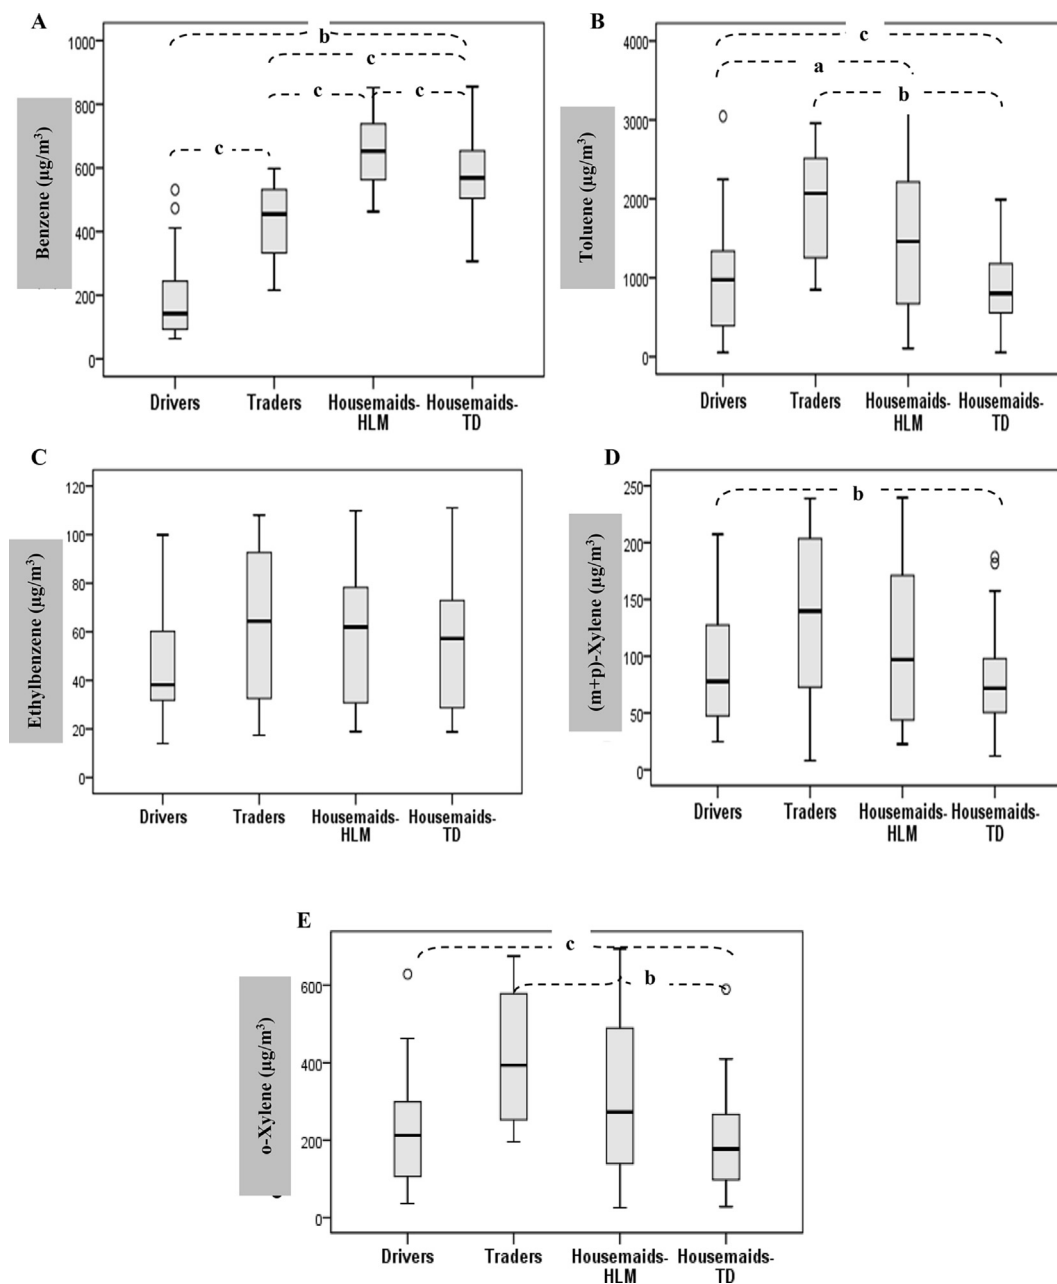 A
Benzene (µg/m³)
1000
800
600
400
200
0
b
c
c
c
c
Drivers
Traders
Housemaids-
HLM
Housemaids-
TD
B
Toluene (µg/m³)
4000
3000
2000
1000
0
c
a
b
Drivers
Traders
Housemaids-
HLM
Housemaids-
TD
C
Ethylbenzene (µg/m³)
120
100
80
60
40
20
0
Drivers
Traders
Housemaids-
HLM
Housemaids-
TD
D
(m+p)-Xylene (µg/m³)
250
200
150
100
50
0
b
Drivers
Traders
Housemaids-
HLM
Housemaids-
TD
E
o-Xylene (µg/m³)
600
400
200
0
c
b
Drivers
Traders
Housemaids-
HLM
Housemaids-
TD